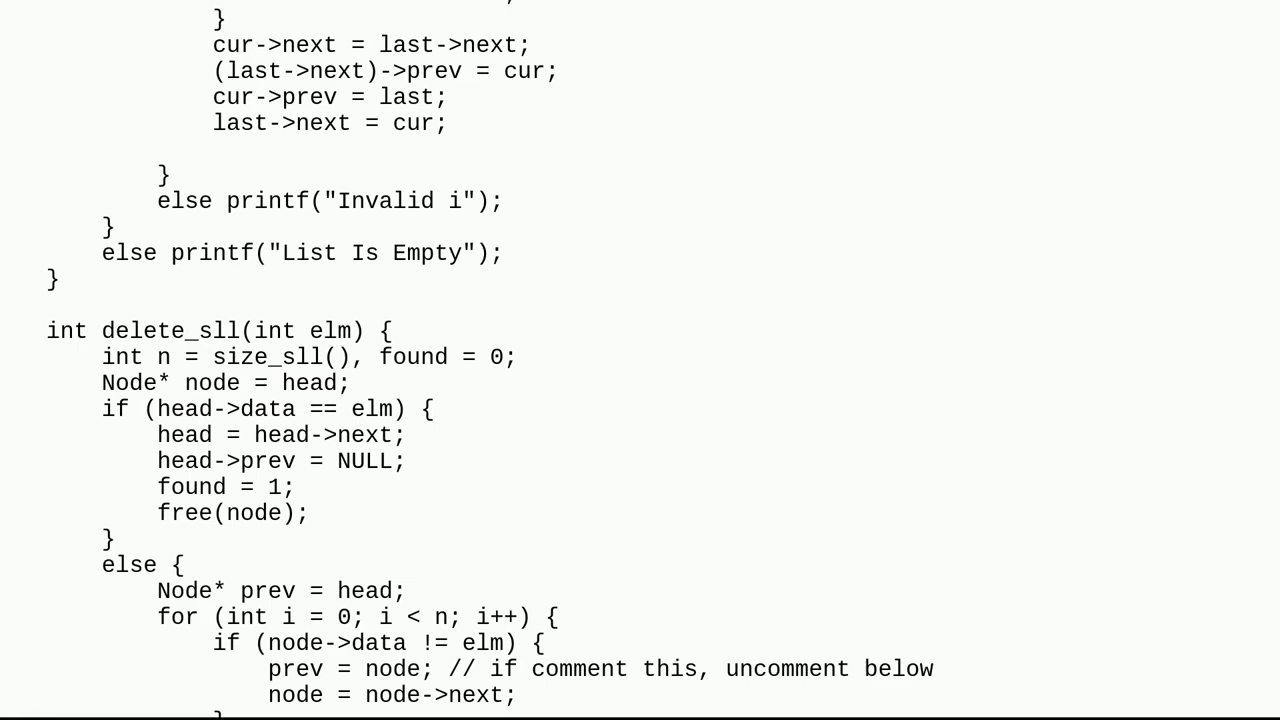 }
cur->next = last->next;
(last->next)->prev = cur;
cur->prev = last;
last->next = cur;
}
else printf("Invalid i");
}
else printf("List Is Empty");
}
int delete_sll(int elm) {
int n = size_sll(), found = 0;
Node* node = head;
if (head->data == elm) {
head = head->next;
head->prev = NULL;
found = 1;
free(node);
}
else {
Node* prev = head;
for (int i = 0; i < n; i++) {
if (node->data != elm) {
prev = node; // if comment this, uncomment below
node = node->next;